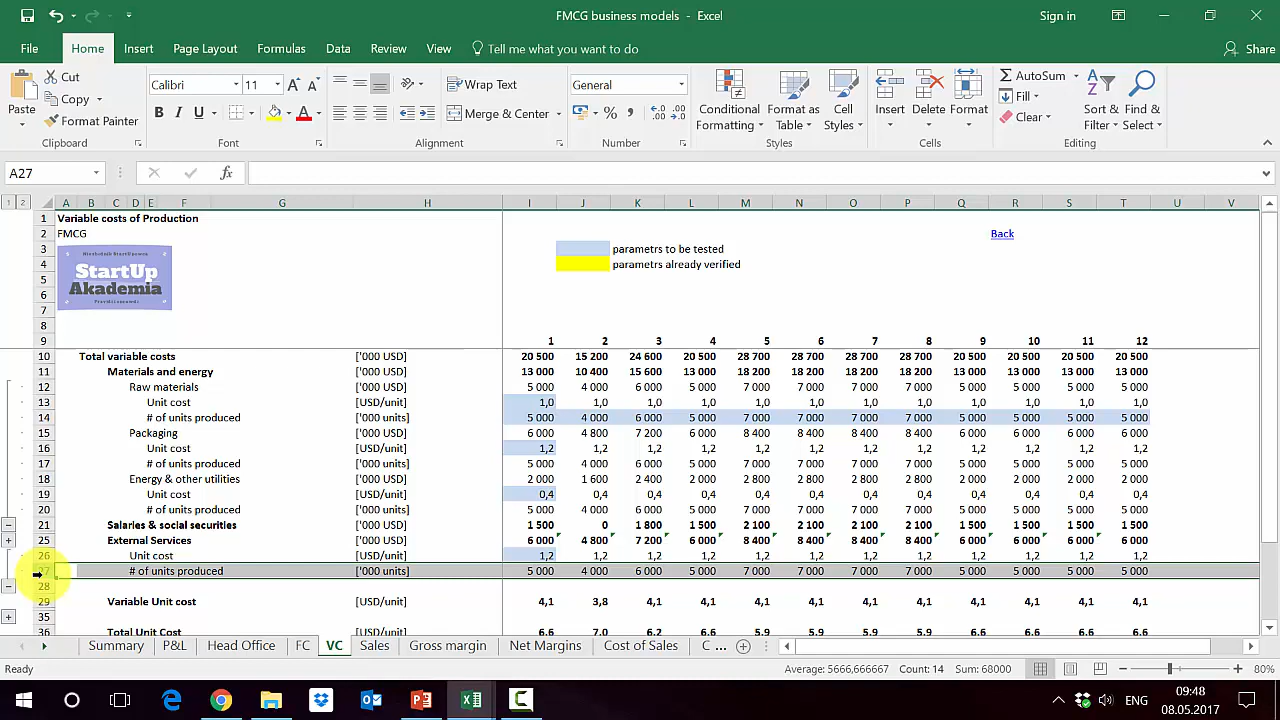 FMCG business models - Excel
Sign in
File Home Insert Page Layout Formulas Data Review View Tell me what you want to do Share
Paste Cut Copy Format Painter
Calibri 11
Wrap Text
Merge & Center
General
Conditional Formatting Format as Table Cell Styles
Insert Delete Format
AutoSum Fill Clear
Sort & Filter Find & Select
Clipboard Font Alignment Number Styles Cells Editing
A27 fx
1 2 A B C D E F G H I J K L M N O P Q R S T U V
1 Variable costs of Production
2 FMCG Back
3 parametrs to be tested
4 parametrs already verified
5
6
7
StartUp
Akademia
8
9 1 2 3 4 5 6 7 8 9 10 11 12
10 Total variable costs ['000 USD] 20 500 15 200 24 600 20 500 28 700 28 700 28 700 28 700 20 500 20 500 20 500 20 500
11 Materials and energy ['000 USD] 13 000 10 400 15 600 13 000 18 200 18 200 18 200 18 200 13 000 13 000 13 000 13 000
12 Raw materials ['000 USD] 5 000 4 000 6 000 5 000 7 000 7 000 7 000 7 000 5 000 5 000 5 000 5 000
13 Unit cost [USD/unit] 1,0 1,0 1,0 1,0 1,0 1,0 1,0 1,0 1,0 1,0 1,0 1,0
14 # of units produced ['000 units] 5 000 4 000 6 000 5 000 7 000 7 000 7 000 7 000 5 000 5 000 5 000 5 000
15 Packaging ['000 USD] 6 000 4 800 7 200 6 000 8 400 8 400 8 400 8 400 6 000 6 000 6 000 6 000
16 Unit cost [USD/unit] 1,2 1,2 1,2 1,2 1,2 1,2 1,2 1,2 1,2 1,2 1,2 1,2
17 # of units produced ['000 units] 5 000 4 000 6 000 5 000 7 000 7 000 7 000 7 000 5 000 5 000 5 000 5 000
18 Energy & other utilities ['000 USD] 2 000 1 600 2 400 2 000 2 800 2 800 2 800 2 800 2 000 2 000 2 000 2 000
19 Unit cost [USD/unit] 0,4 0,4 0,4 0,4 0,4 0,4 0,4 0,4 0,4 0,4 0,4 0,4
20 # of units produced ['000 units] 5 000 4 000 6 000 5 000 7 000 7 000 7 000 7 000 5 000 5 000 5 000 5 000
21 Salaries & social securities ['000 USD] 1 500 0 1 800 1 500 2 100 2 100 2 100 2 100 1 500 1 500 1 500 1 500
25 External Services ['000 USD] 6 000 4 800 7 200 6 000 8 400 8 400 8 400 8 400 6 000 6 000 6 000 6 000
26 Unit cost [USD/unit] 1,2 1,2 1,2 1,2 1,2 1,2 1,2 1,2 1,2 1,2 1,2 1,2
27 # of units produced ['000 units] 5 000 4 000 6 000 5 000 7 000 7 000 7 000 7 000 5 000 5 000 5 000 5 000
28
29 Variable Unit cost [USD/unit] 4,1 3,8 4,1 4,1 4,1 4,1 4,1 4,1 4,1 4,1 4,1 4,1
35
36 Total Unit Cost [USD/unit] 6,6 7,0 6,2 6,6 5,9 5,9 5,9 5,9 6,6 6,6 6,6 6,6
Summary P&L Head Office FC VC Sales Gross margin Net Margins Cost of Sales C ...
Ready Average: 5666,666667 Count: 14 Sum: 68000 80%
ENG 09:48
08.05.2017